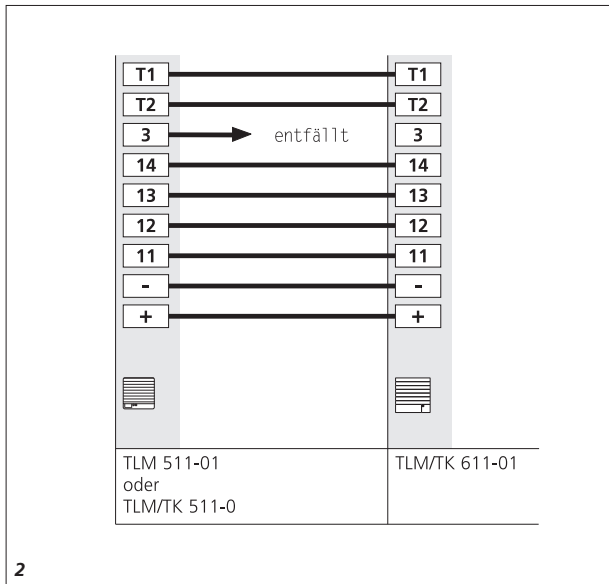 T1 T1
T2 T2
3 entfällt 3
14 14
13 13
12 12
11 11
- -
+ +
TLM 511-01 TLM/TK 611-01
oder
TLM/TK 511-0
2